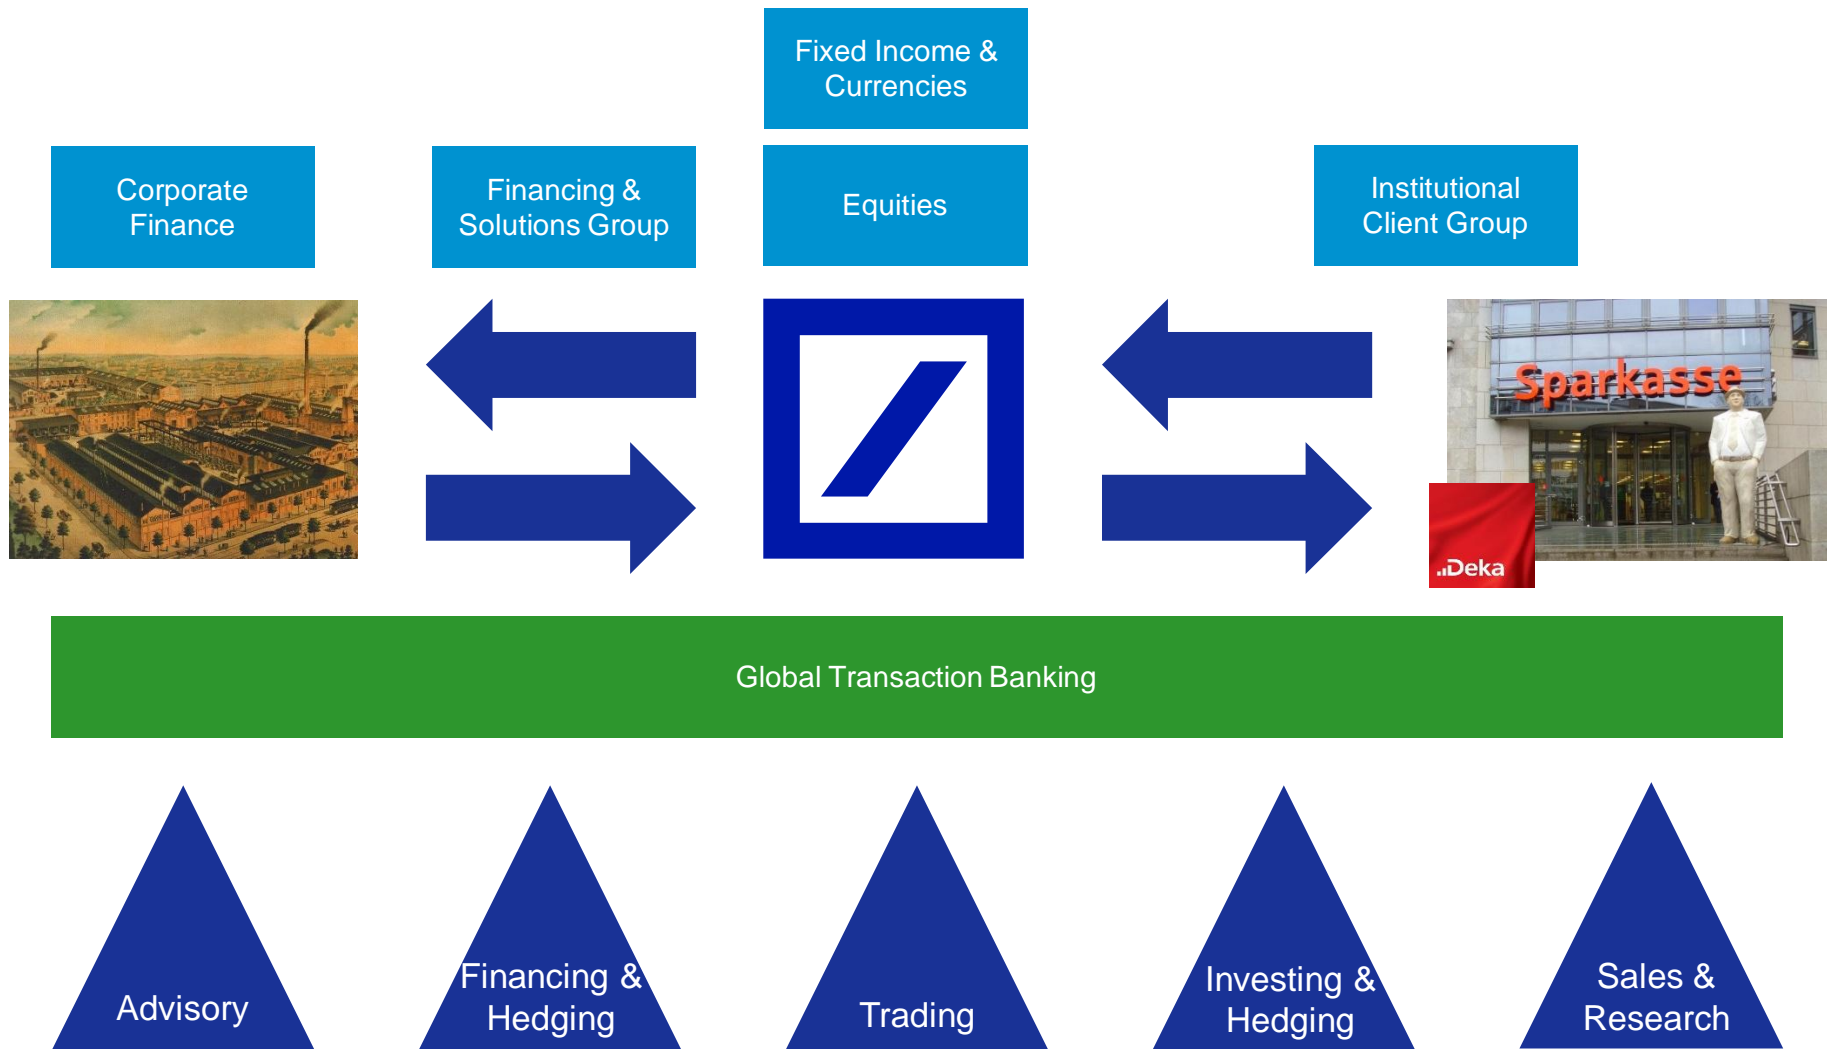 Fixed Income &
Currencies
Corporate
Finance
Financing &
Solutions Group
Equities
Institutional
Client Group
Sparkasse
Deka
Global Transaction Banking
Advisory
Financing &
Hedging
Trading
Investing &
Hedging
Sales &
Research